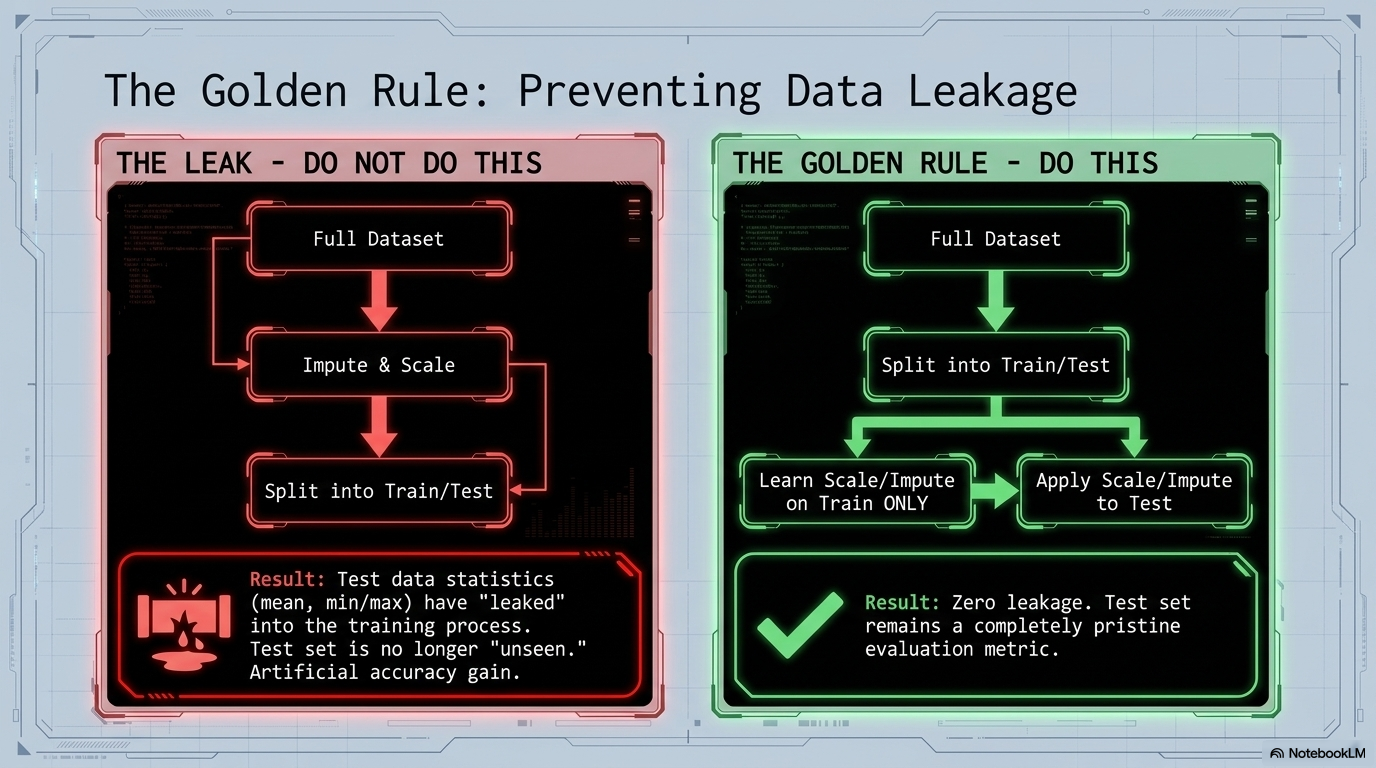 The Golden Rule: Preventing Data Leakage
THE LEAK - DO NOT DO THIS
Full Dataset
Impute & Scale
Split into Train/Test
Result: Test data statistics
(mean, min/max) have "leaked"
into the training process.
Test set is no longer "unseen."
Artificial accuracy gain.
THE GOLDEN RULE - DO THIS
Full Dataset
Split into Train/Test
Learn Scale/Impute
on Train ONLY
Apply Scale/Impute
to Test
Result: Zero leakage. Test set
remains a completely pristine
evaluation metric.
NotebookLM